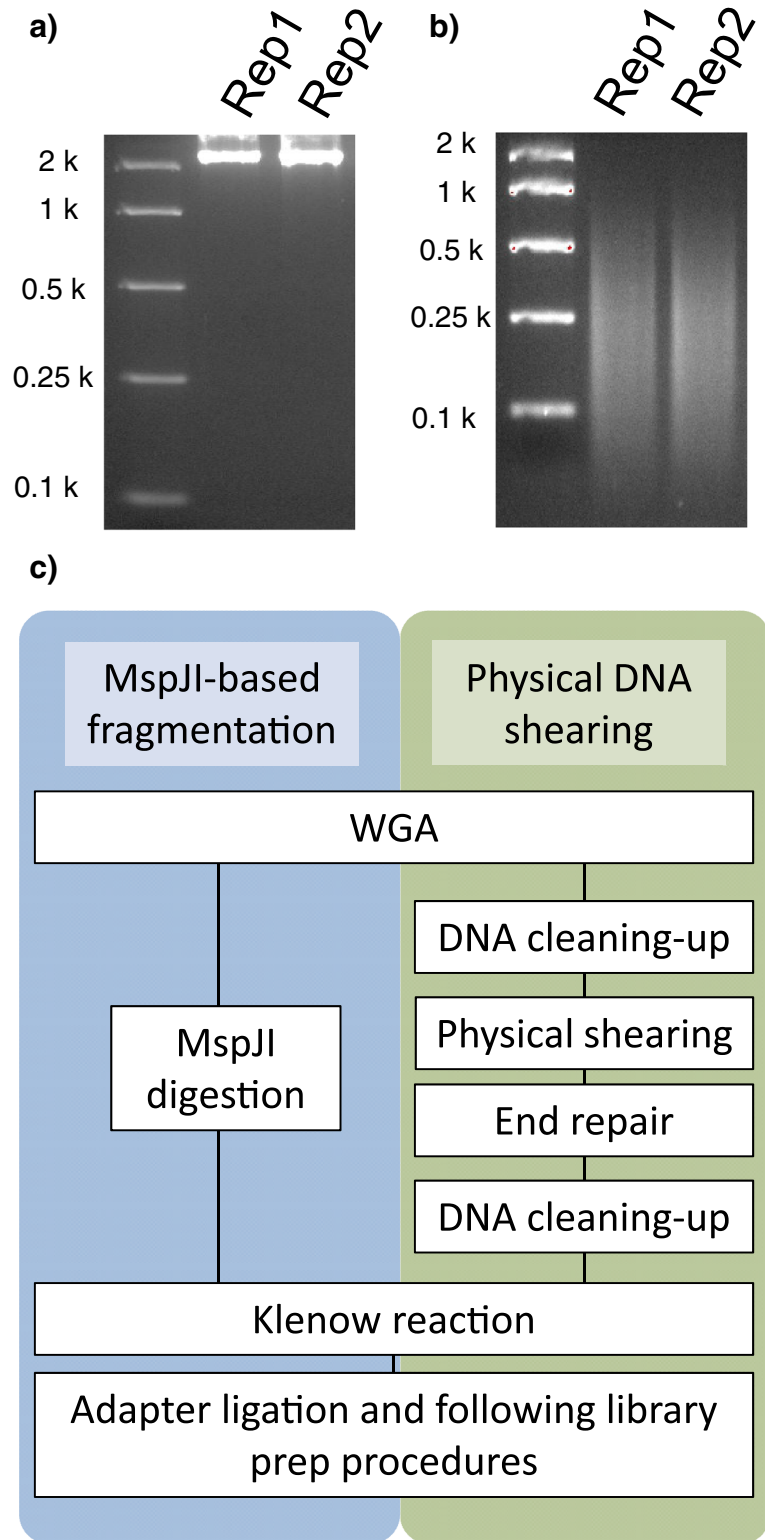 a)
Rep1
Rep2
2 k
1 k
0.5 k
0.25 k
0.1 k
b)
Rep1
Rep2
2 k
1 k
0.5 k
0.25 k
0.1 k
c)
MspJI-based
fragmentation
Physical DNA
shearing
WGA
MspJI
digestion
DNA cleaning-up
Physical shearing
End repair
DNA cleaning-up
Klenow reaction
Adapter ligation and following library
prep procedures